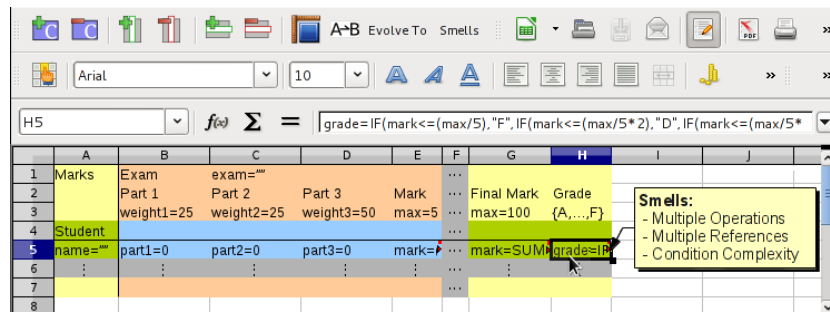 C C A→B Evolve To Smells PDF »
Arial 10 A A A » »
H5 f(x) Σ = grade=IF(mark<=(max/5),"F",IF(mark<=(max/5*2),"D",IF(mark<=(max/5*
A B C D E F G H I J
1 Marks Exam exam="" ...
2 Part 1 Part 2 Part 3 Mark ... Final Mark Grade
3 weight1=25 weight2=25 weight3=50 max=5 ... max=100 {A,...,F}
4 Student ...
5 name="" part1=0 part2=0 part3=0 mark= ... mark=SUM grade=IF
6 ⋮ ⋮ ⋮ ⋮ ⋮ ... ⋮ ⋮
7 ...
8
Smells:
- Multiple Operations
- Multiple References
- Condition Complexity